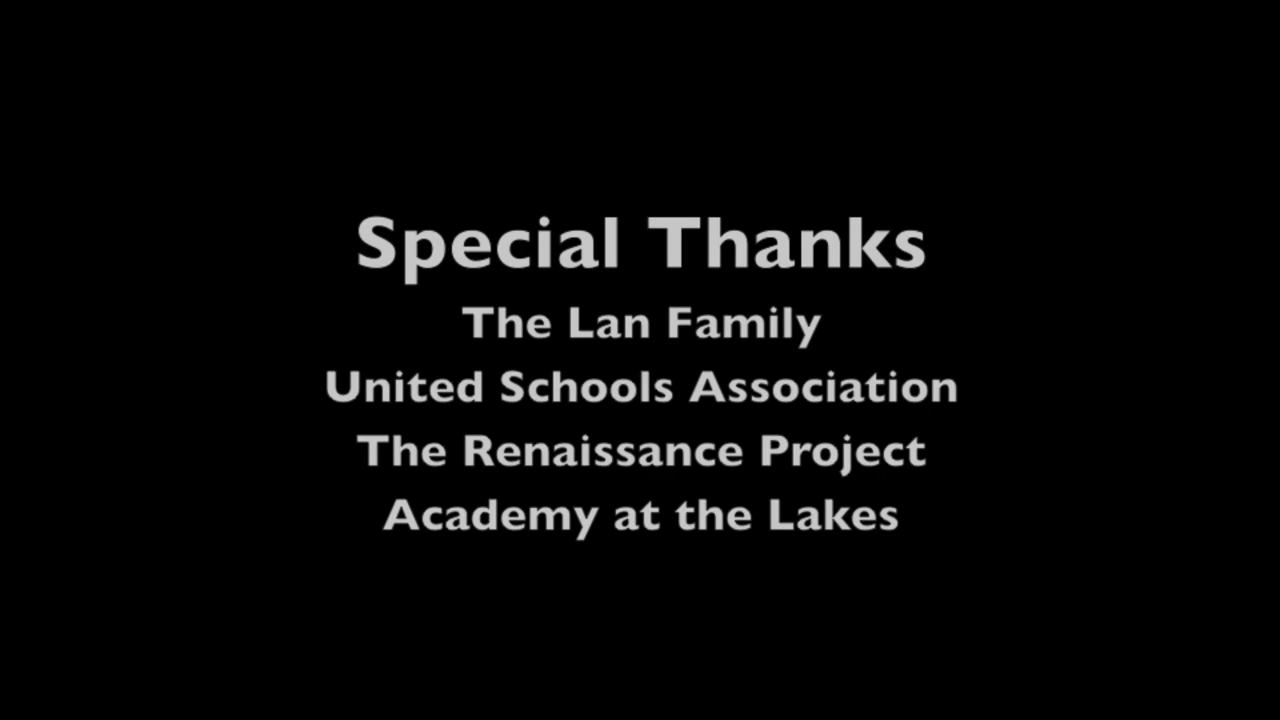 Special Thanks
The Lan Family
United Schools Association
The Renaissance Project
Academy at the Lakes